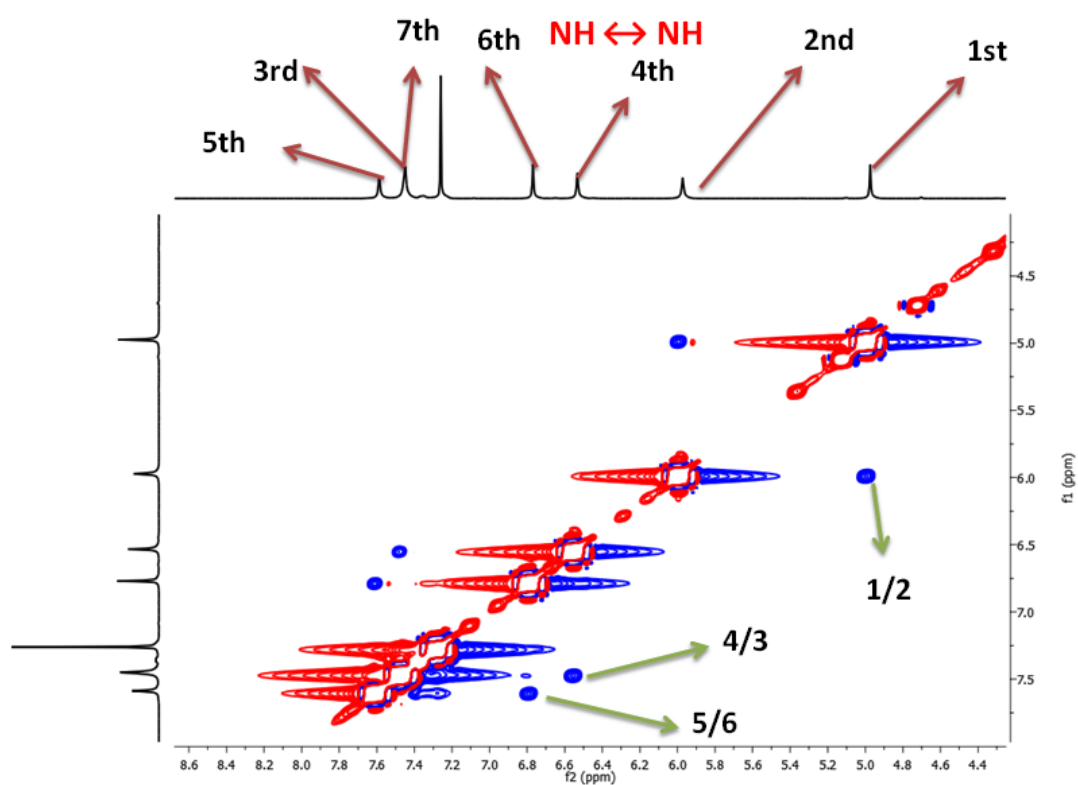 7th
6th
NH ↔ NH
2nd
1st
3rd
4th
5th
4.5
5.0
5.5
6.0
6.5
7.0
7.5
f1 (ppm)
1/2
4/3
5/6
8.6 8.4 8.2 8.0 7.8 7.6 7.4 7.2 7.0 6.8 6.6 6.4 6.2 6.0 5.8 5.6 5.4 5.2 5.0 4.8 4.6 4.4
f2 (ppm)